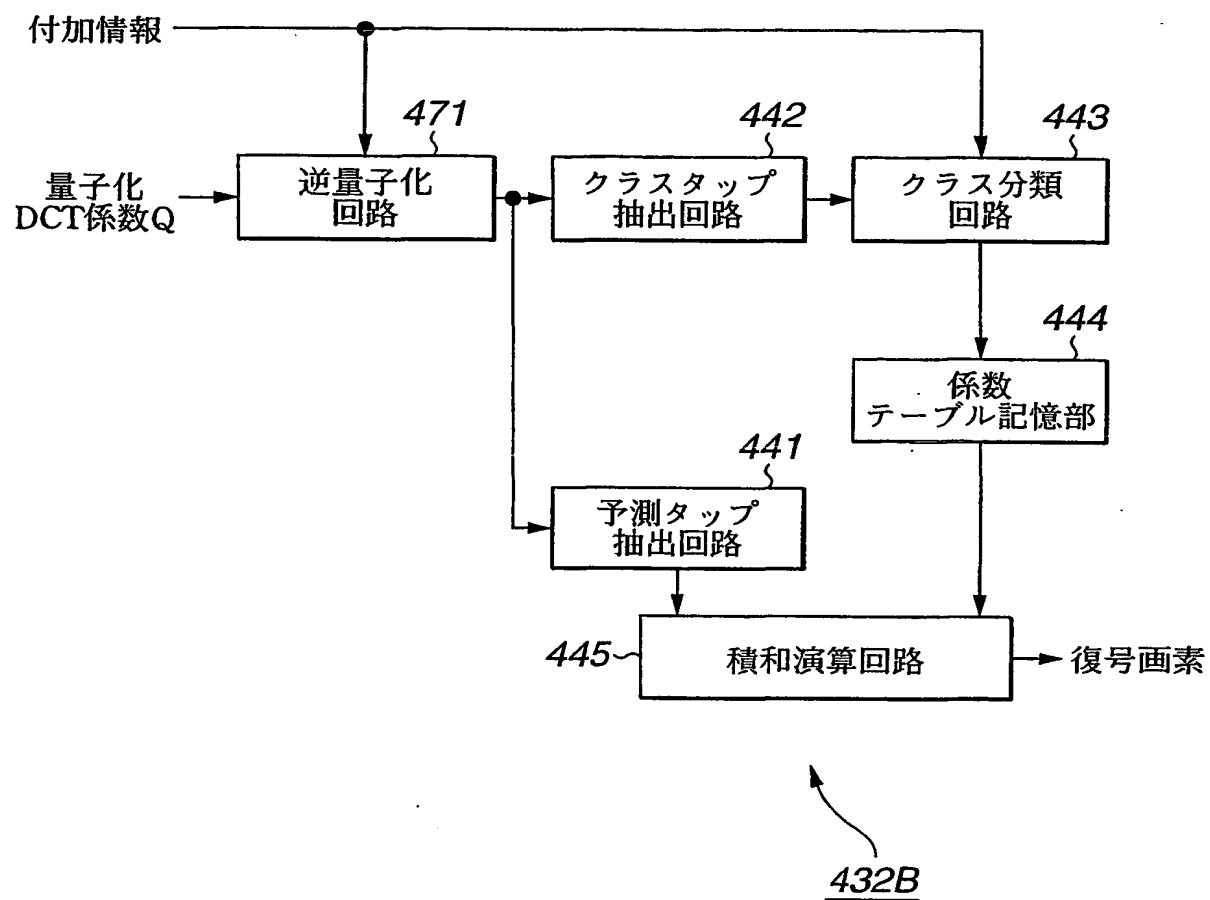 付加情報
471
442
443
量子化
DCT係数Q
逆量子化
回路
クラスタップ
抽出回路
クラス分類
回路
444
係数
テーブル記憶部
441
予測タップ
抽出回路
445
積和演算回路
復号画素
432B